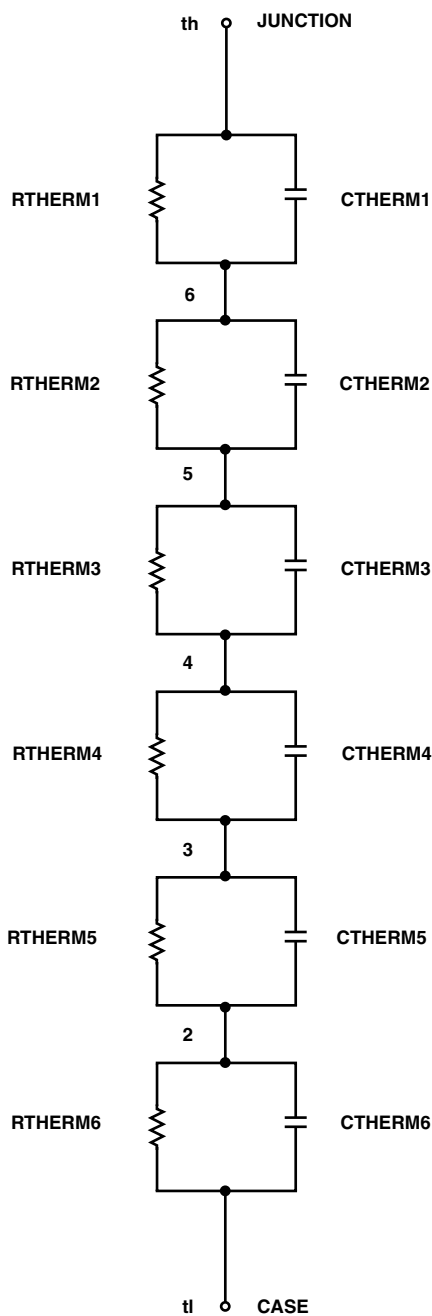 th JUNCTION
RTHERM1 CTHERM1
6
RTHERM2 CTHERM2
5
RTHERM3 CTHERM3
4
RTHERM4 CTHERM4
3
RTHERM5 CTHERM5
2
RTHERM6 CTHERM6
tl CASE